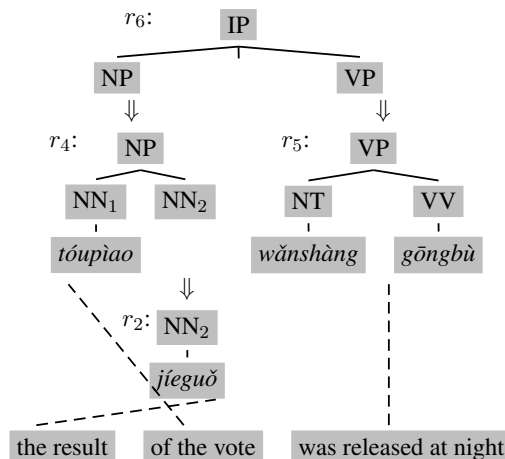 r₆: IP
NP VP
⇓ ⇓
r₄: NP r₅: VP
NN₁ NN₂ NT VV
tóupìao wǎnshàng gōngbù
⇓
r₂: NN₂
jíeguǒ
the result of the vote was released at night